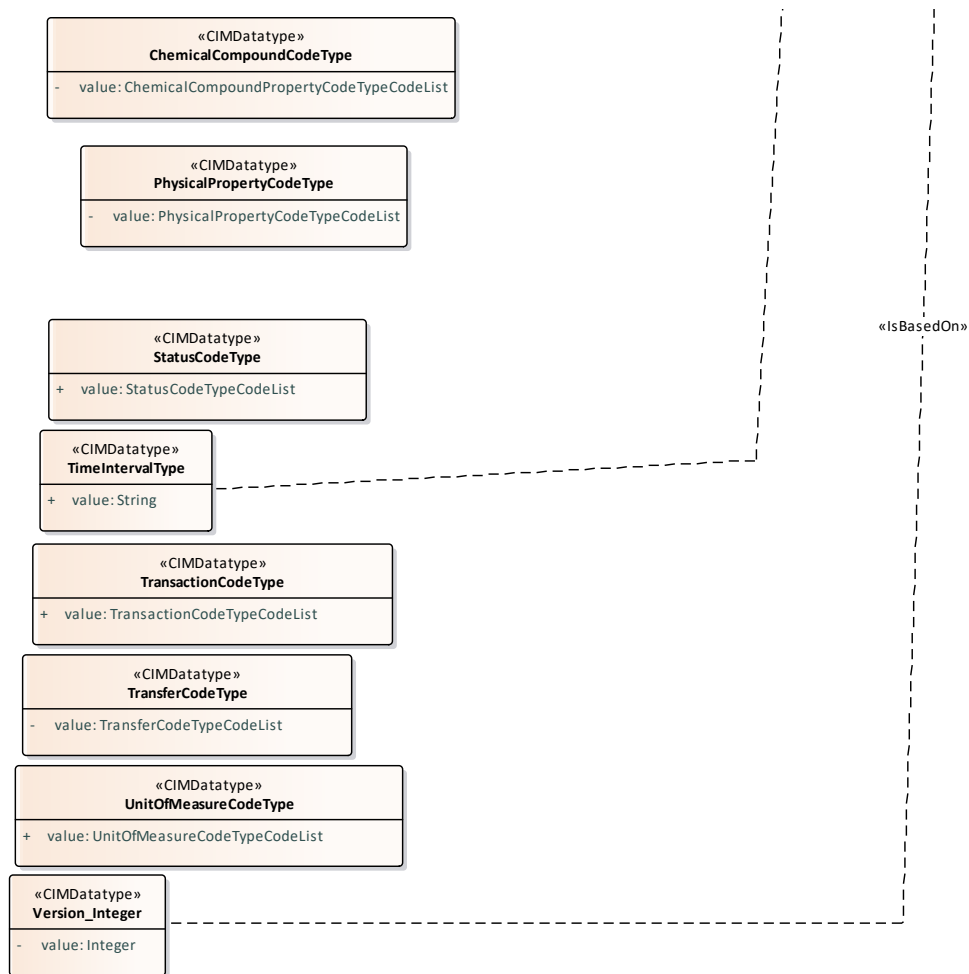 «CIMDatatype»
ChemicalCompoundCodeType
- value: ChemicalCompoundPropertyCodeTypeCodeList
«CIMDatatype»
PhysicalPropertyCodeType
- value: PhysicalPropertyCodeTypeCodeList
«IsBasedOn»
«CIMDatatype»
StatusCodeType
+ value: StatusCodeTypeCodeList
«CIMDatatype»
TimeIntervalType
+ value: String
«CIMDatatype»
TransactionCodeType
+ value: TransactionCodeTypeCodeList
«CIMDatatype»
TransferCodeType
- value: TransferCodeTypeCodeList
«CIMDatatype»
UnitOfMeasureCodeType
+ value: UnitOfMeasureCodeTypeCodeList
«CIMDatatype»
Version_Integer
- value: Integer